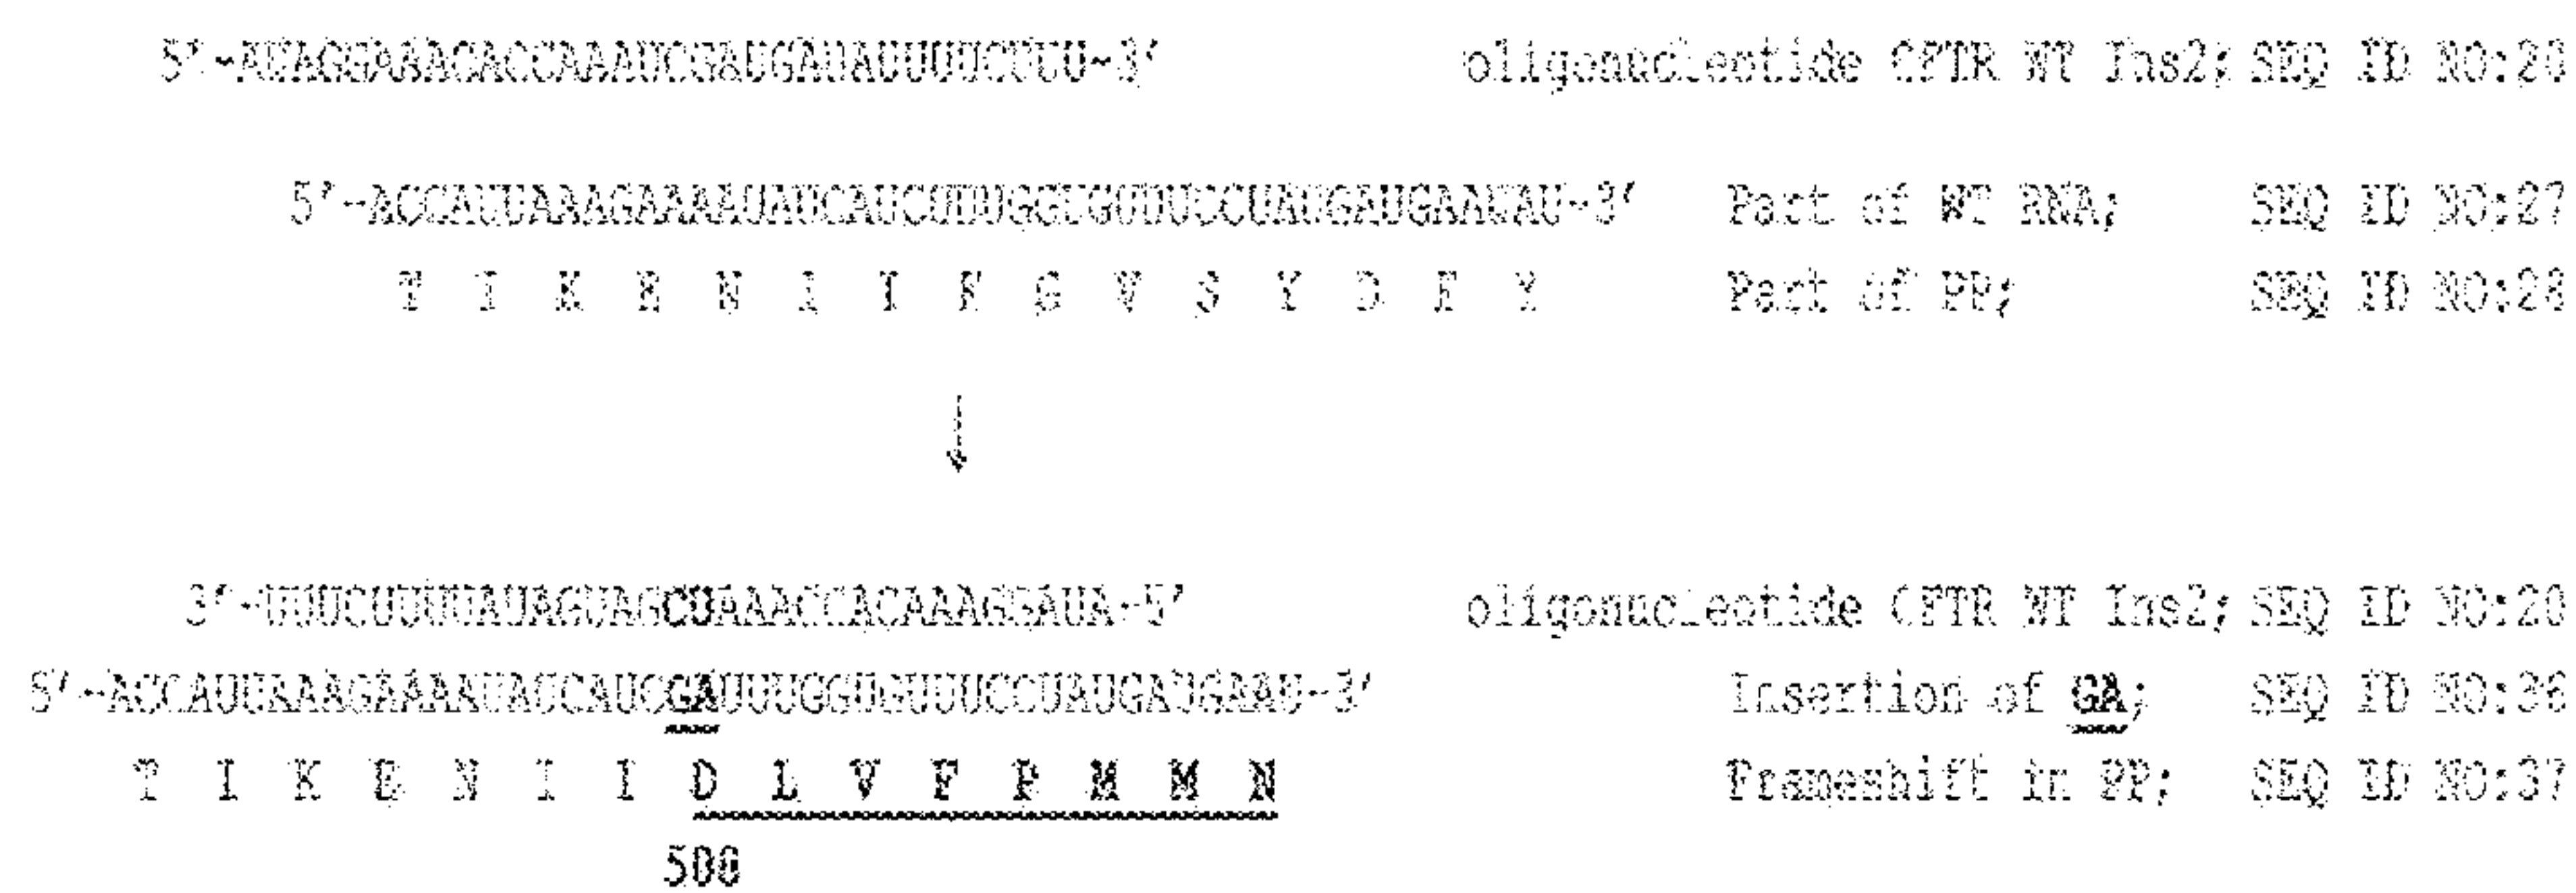 5'-AUAGGAAACACCAAAUCGAUGAUAUUUUCUUU-3' oligonucleotide CFTR WT Ins2; SEQ ID NO:20
5'-ACCAUUAAAGAAAAUAUCAUCUUUGGUGUUUCCUAUGAUGAAUAU-3' Part of WT RNA; SEQ ID NO:27
T I K E N I I F G V S Y D E Y Part of PP; SEQ ID NO:28
3'-UUUCUUUUAUAGUAGCUAAACCACAAAGGAUA-5' oligonucleotide CFTR WT Ins2; SEQ ID NO:20
5'-ACCAUUAAAGAAAAUAUCAUCGAUUUGGUGUUUCCUAUGAUGAAU-3' Insertion of GA; SEQ ID NO:36
T I K E N I I D L V F P M M N Frameshift in PP; SEQ ID NO:37
508